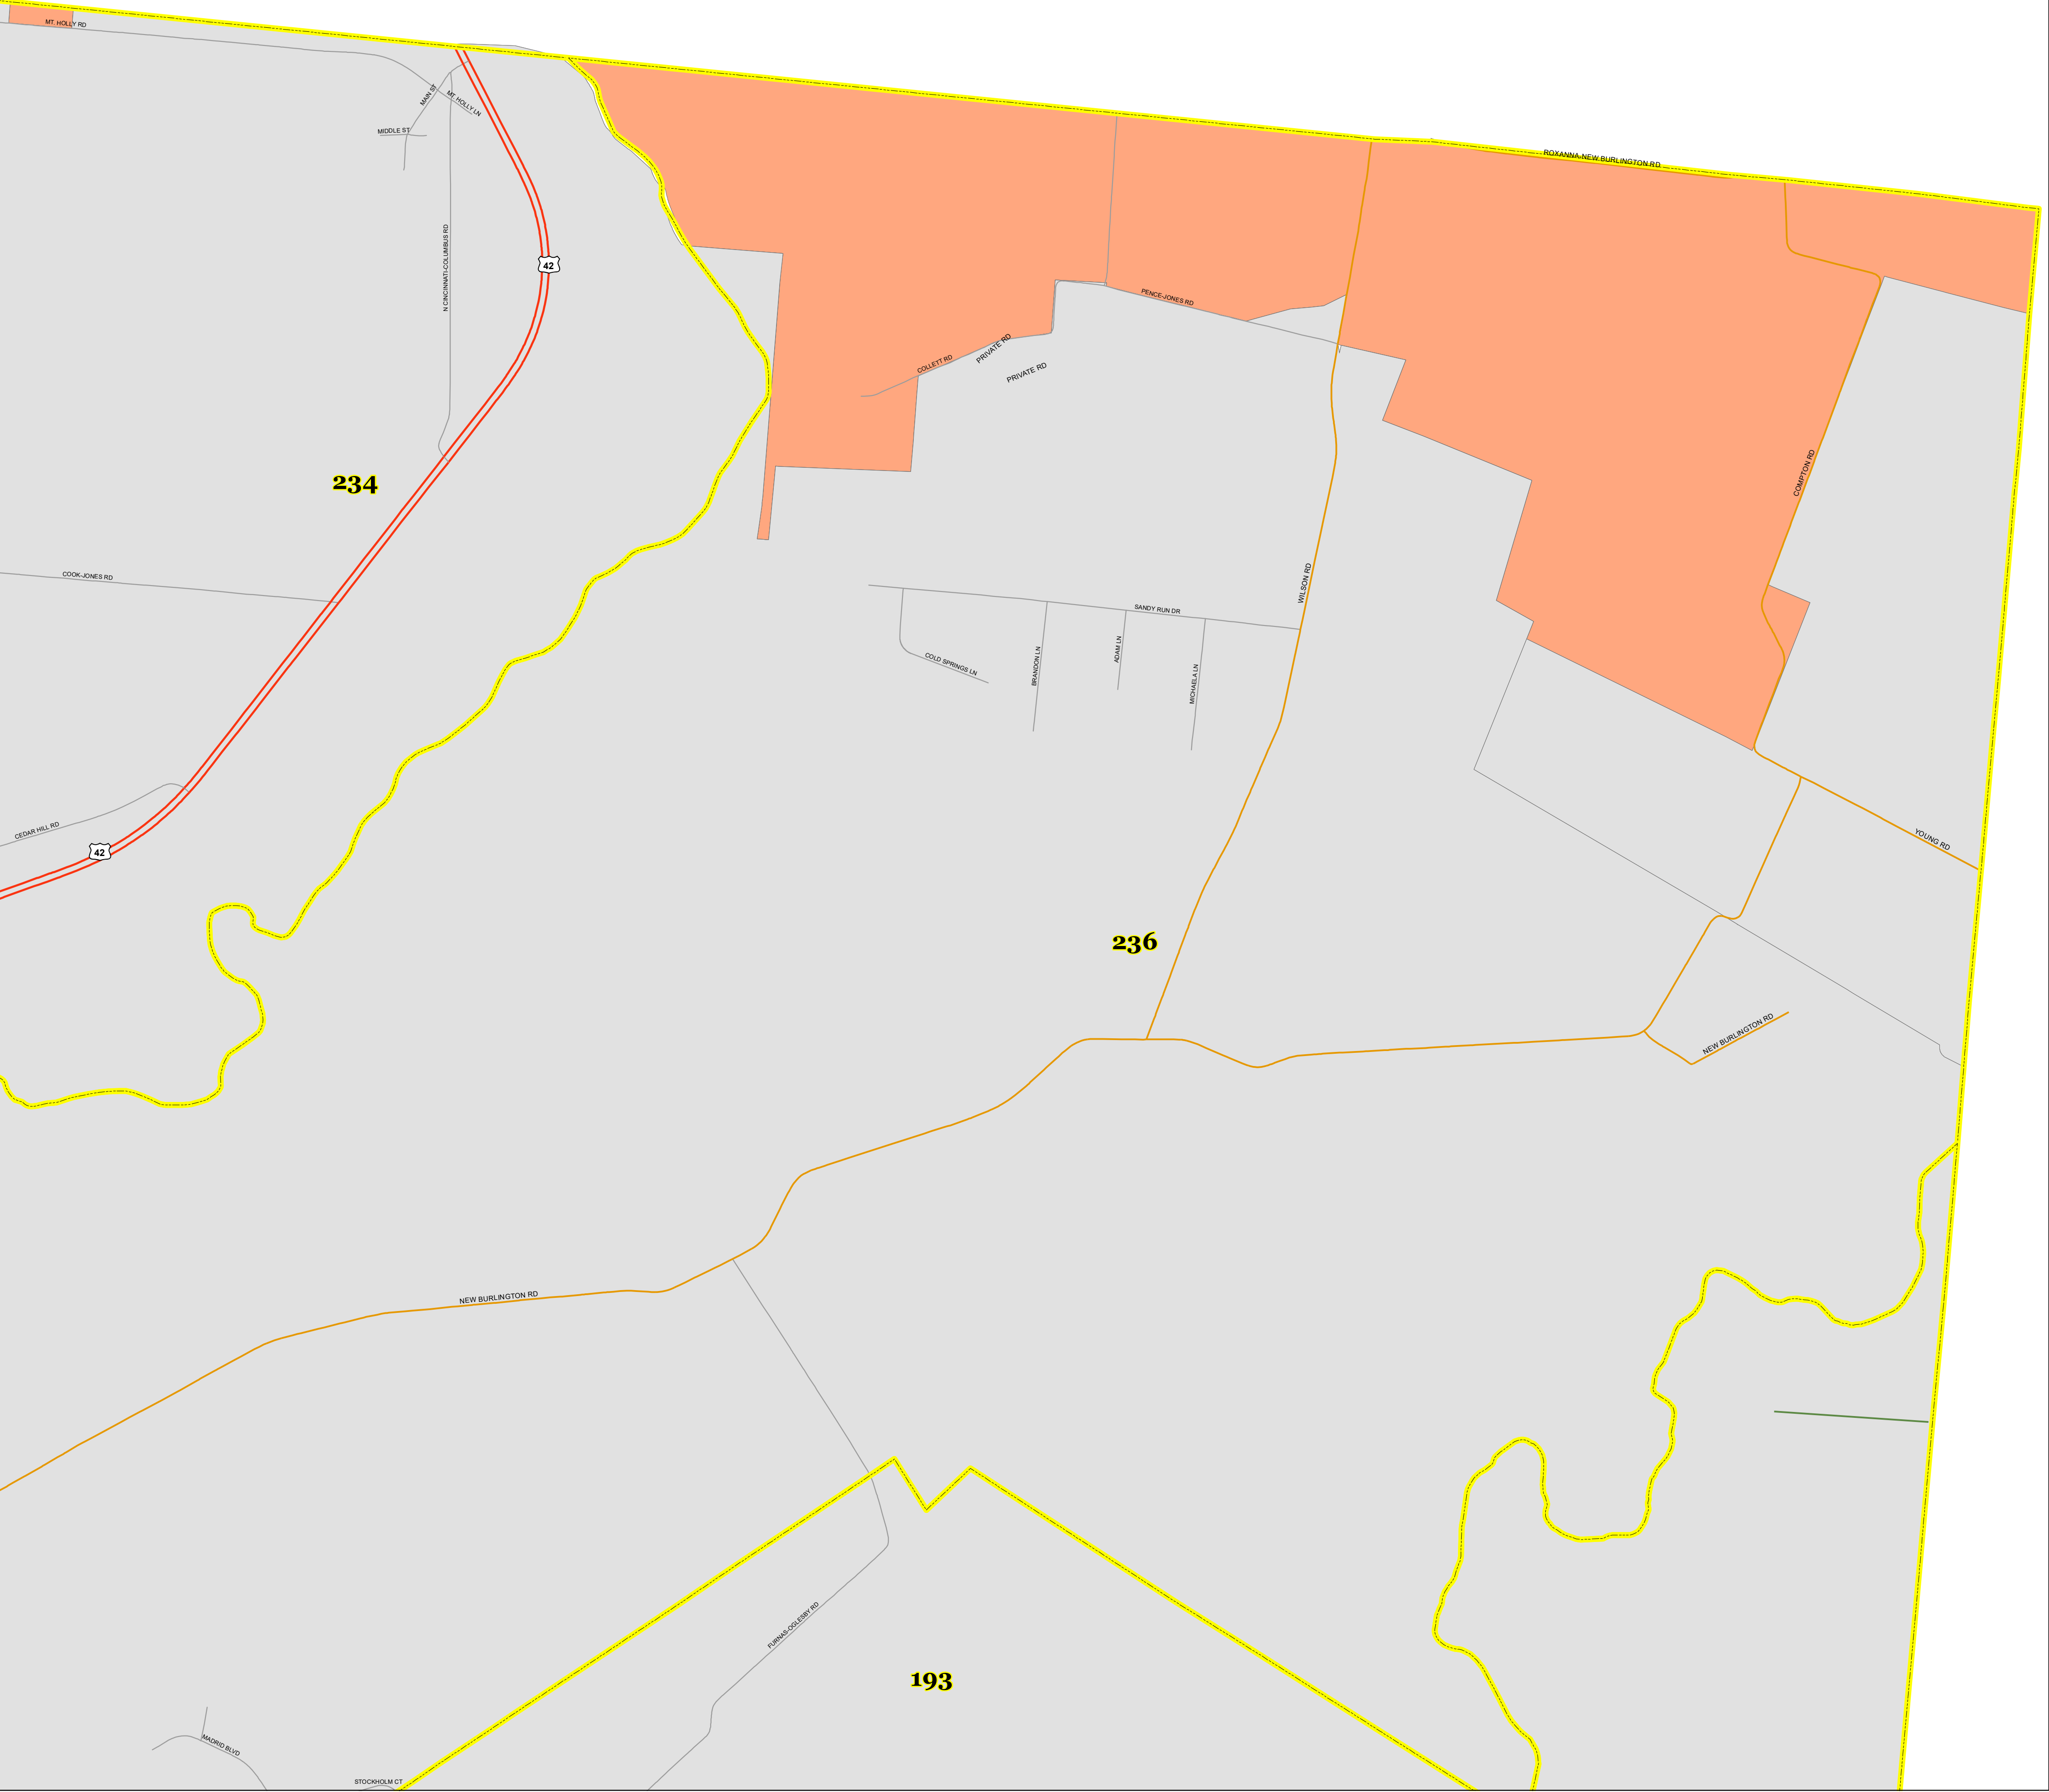 MT. HOLLY RD
MAIN ST
MT. HOLLY LN
MIDDLE ST
ROXANNA-NEW BURLINGTON RD
N CINCINNATI-COLUMBUS RD
42
PENCE-JONES RD
PRIVATE RD
COLLETT RD
PRIVATE RD
COMPTON RD
234
COOK-JONES RD
WILSON RD
SANDY RUN DR
COLD SPRINGS LN
BRANDON LN
ADAM LN
MICHAELA LN
CEDAR HILL RD
42
YOUNG RD
236
NEW BURLINGTON RD
NEW BURLINGTON RD
FURNAS-OGLESBY RD
193
MADRID BLVD
STOCKHOLM CT